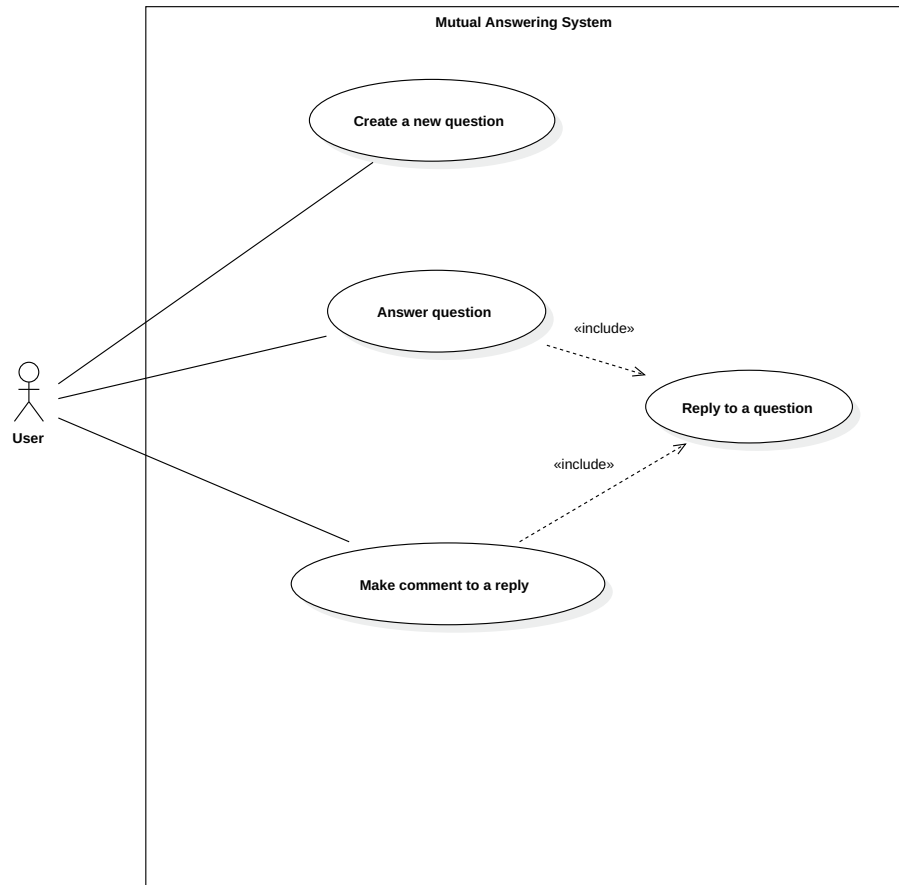 Mutual Answering System
Create a new question
Answer question
«include»
Reply to a question
User
«include»
Make comment to a reply